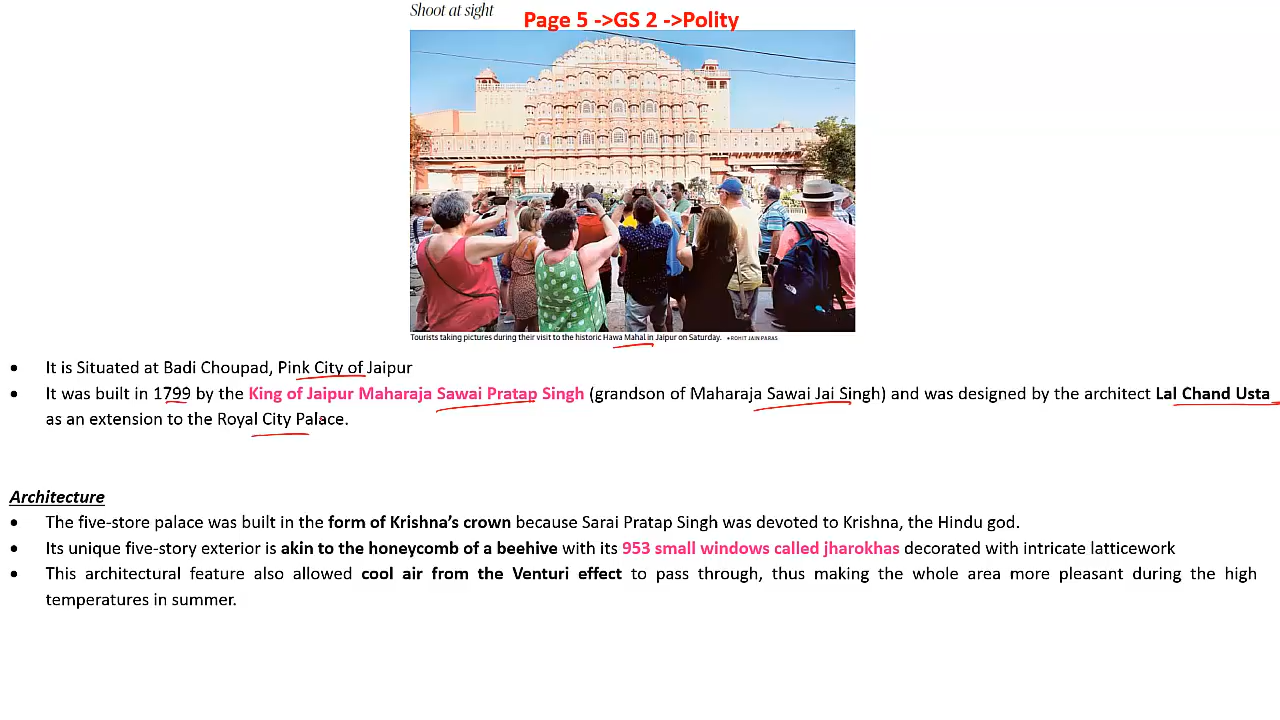 Shoot at sight
Page 5 ->GS 2 ->Polity
Tourists taking pictures during their visit to the historic Hawa Mahal in Jaipur on Saturday. •ROHIT JAIN PARAS
• It is Situated at Badi Choupad, Pink City of Jaipur
• It was built in 1799 by the King of Jaipur Maharaja Sawai Pratap Singh (grandson of Maharaja Sawai Jai Singh) and was designed by the architect Lal Chand Usta
as an extension to the Royal City Palace.
Architecture
• The five-store palace was built in the form of Krishna’s crown because Sarai Pratap Singh was devoted to Krishna, the Hindu god.
• Its unique five-story exterior is akin to the honeycomb of a beehive with its 953 small windows called jharokhas decorated with intricate latticework
• This architectural feature also allowed cool air from the Venturi effect to pass through, thus making the whole area more pleasant during the high
temperatures in summer.